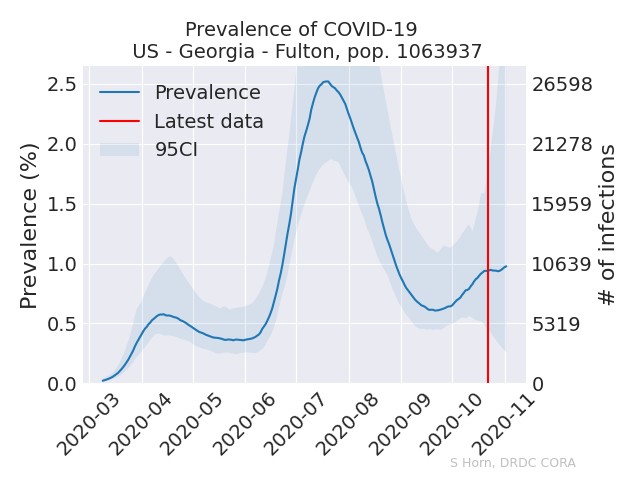 Prevalence of COVID-19
US - Georgia - Fulton, pop. 1063937
Prevalence
Latest data
95CI
Prevalence (%)
2.5
2.0
1.5
1.0
0.5
0.0
26598
21278
15959
10639
5319
0
# of infections
2020-03
2020-04
2020-05
2020-06
2020-07
2020-08
2020-09
2020-10
2020-11
S Horn, DRDC CORA